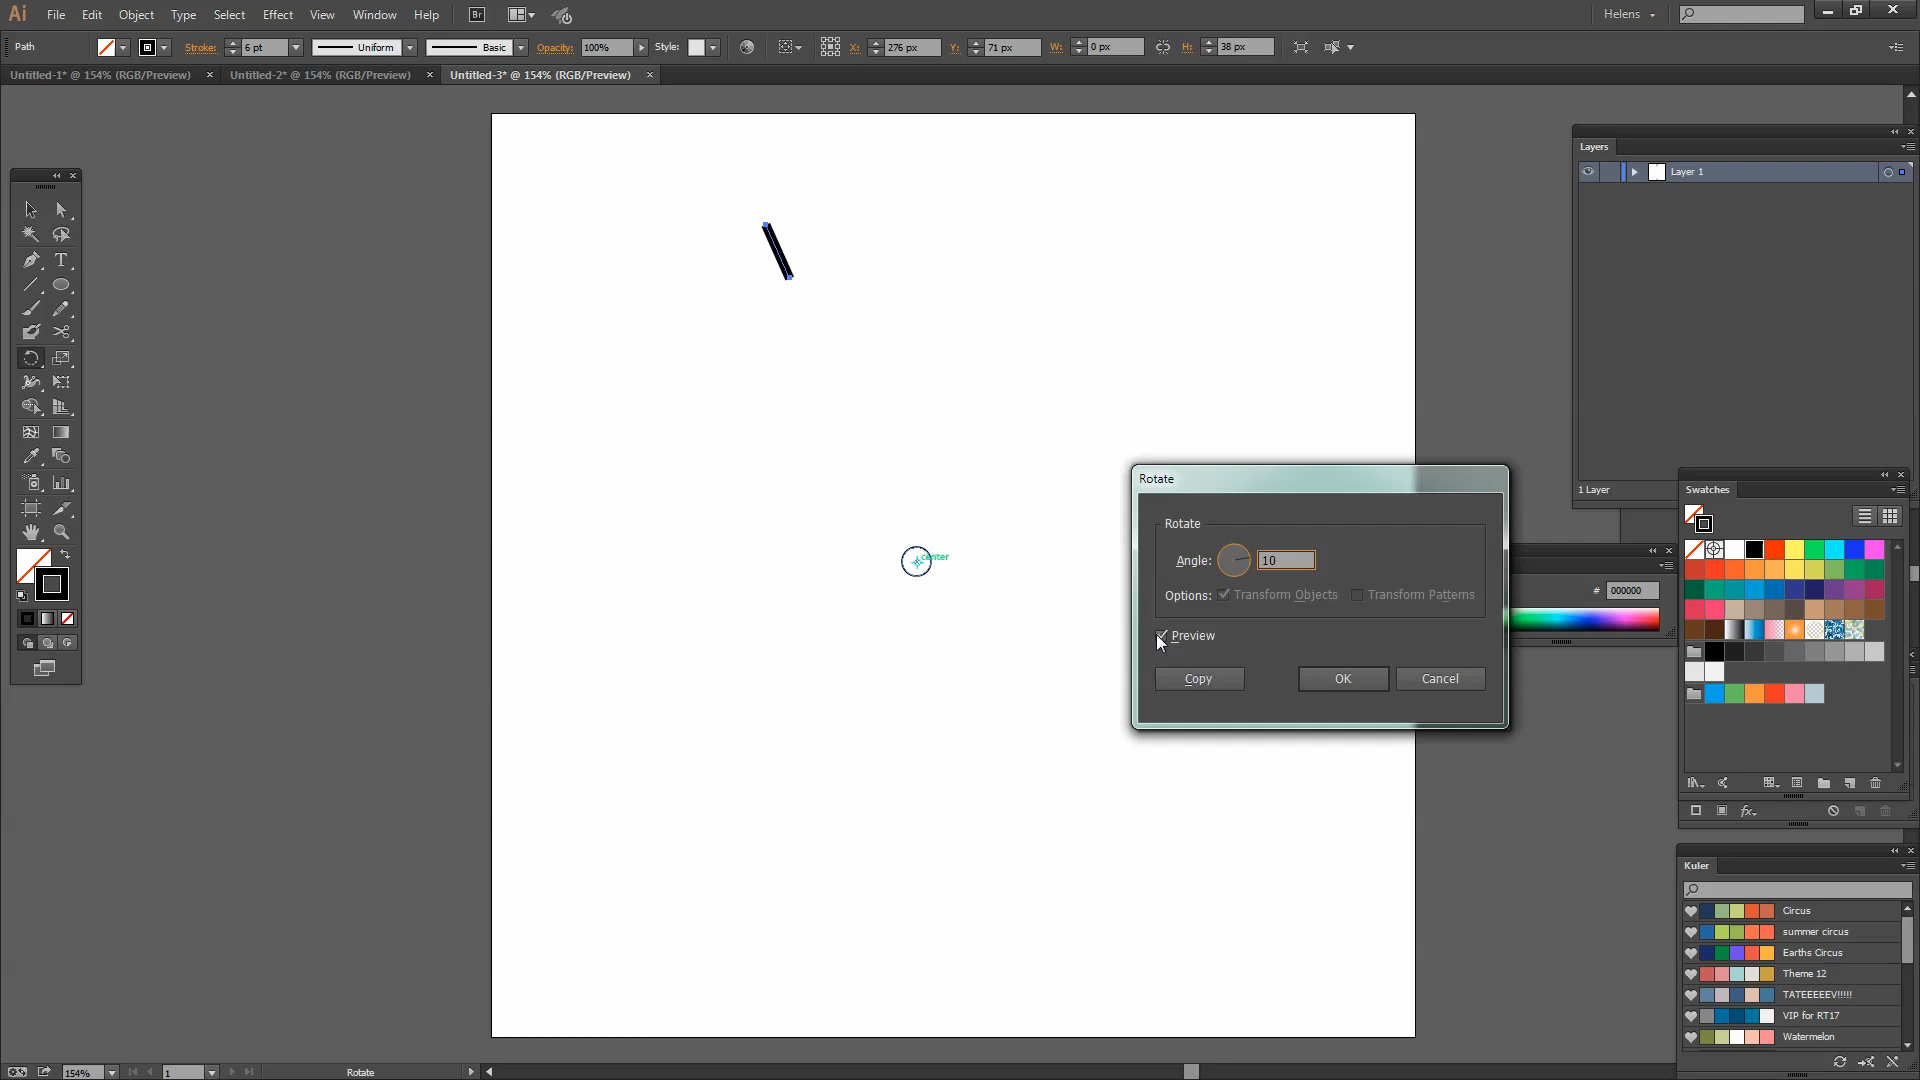 Ai File Edit Object Type Select Effect View Window Help Br Helens
Path Stroke: 6 pt Uniform Basic Opacity: 100% Style: X: 276 px Y: 71 px W: 0 px H: 38 px
Untitled-1* @ 154% (RGB/Preview) Untitled-2* @ 154% (RGB/Preview) Untitled-3* @ 154% (RGB/Preview)
Layers
Layer 1
T
center
Rotate
Rotate
Angle: 10
Options: Transform Objects Transform Patterns
Preview
Copy OK Cancel
1 Layer
Swatches
# 000000
fx
Kuler
Circus
summer circus
Earths Circus
Theme 12
TATEEEEEV!!!!!
VIP for RT17
Watermelon
154% 1 Rotate